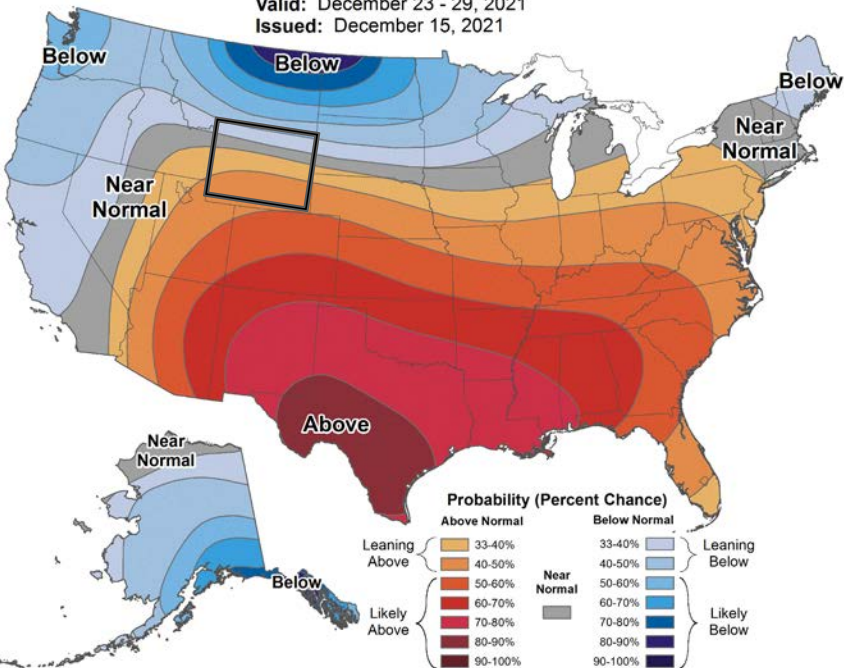 Valid: December 23 - 29, 2021
Issued: December 15, 2021
Below
Below
Below
Near
Normal
Near
Normal
Above
Near
Normal
Below
Probability (Percent Chance)
Above Normal
Below Normal
Leaning
Above
33-40%
40-50%
Likely
Above
50-60%
60-70%
70-80%
80-90%
90-100%
Near
Normal
33-40%
40-50%
Leaning
Below
50-60%
60-70%
70-80%
80-90%
90-100%
Likely
Below